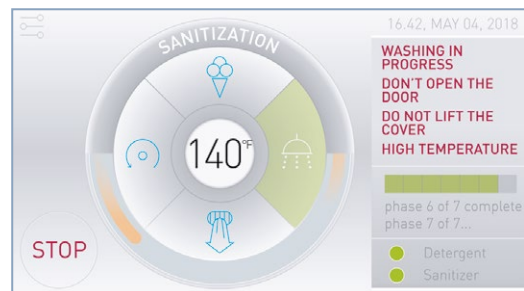 16.42, MAY 04, 2018
SANITIZATION
WASHING IN
PROGRESS
DON'T OPEN THE
DOOR
DO NOT LIFT THE
COVER
HIGH TEMPERATURE
140°F
phase 6 of 7 complete
phase 7 of 7...
STOP
Detergent
Sanitizer